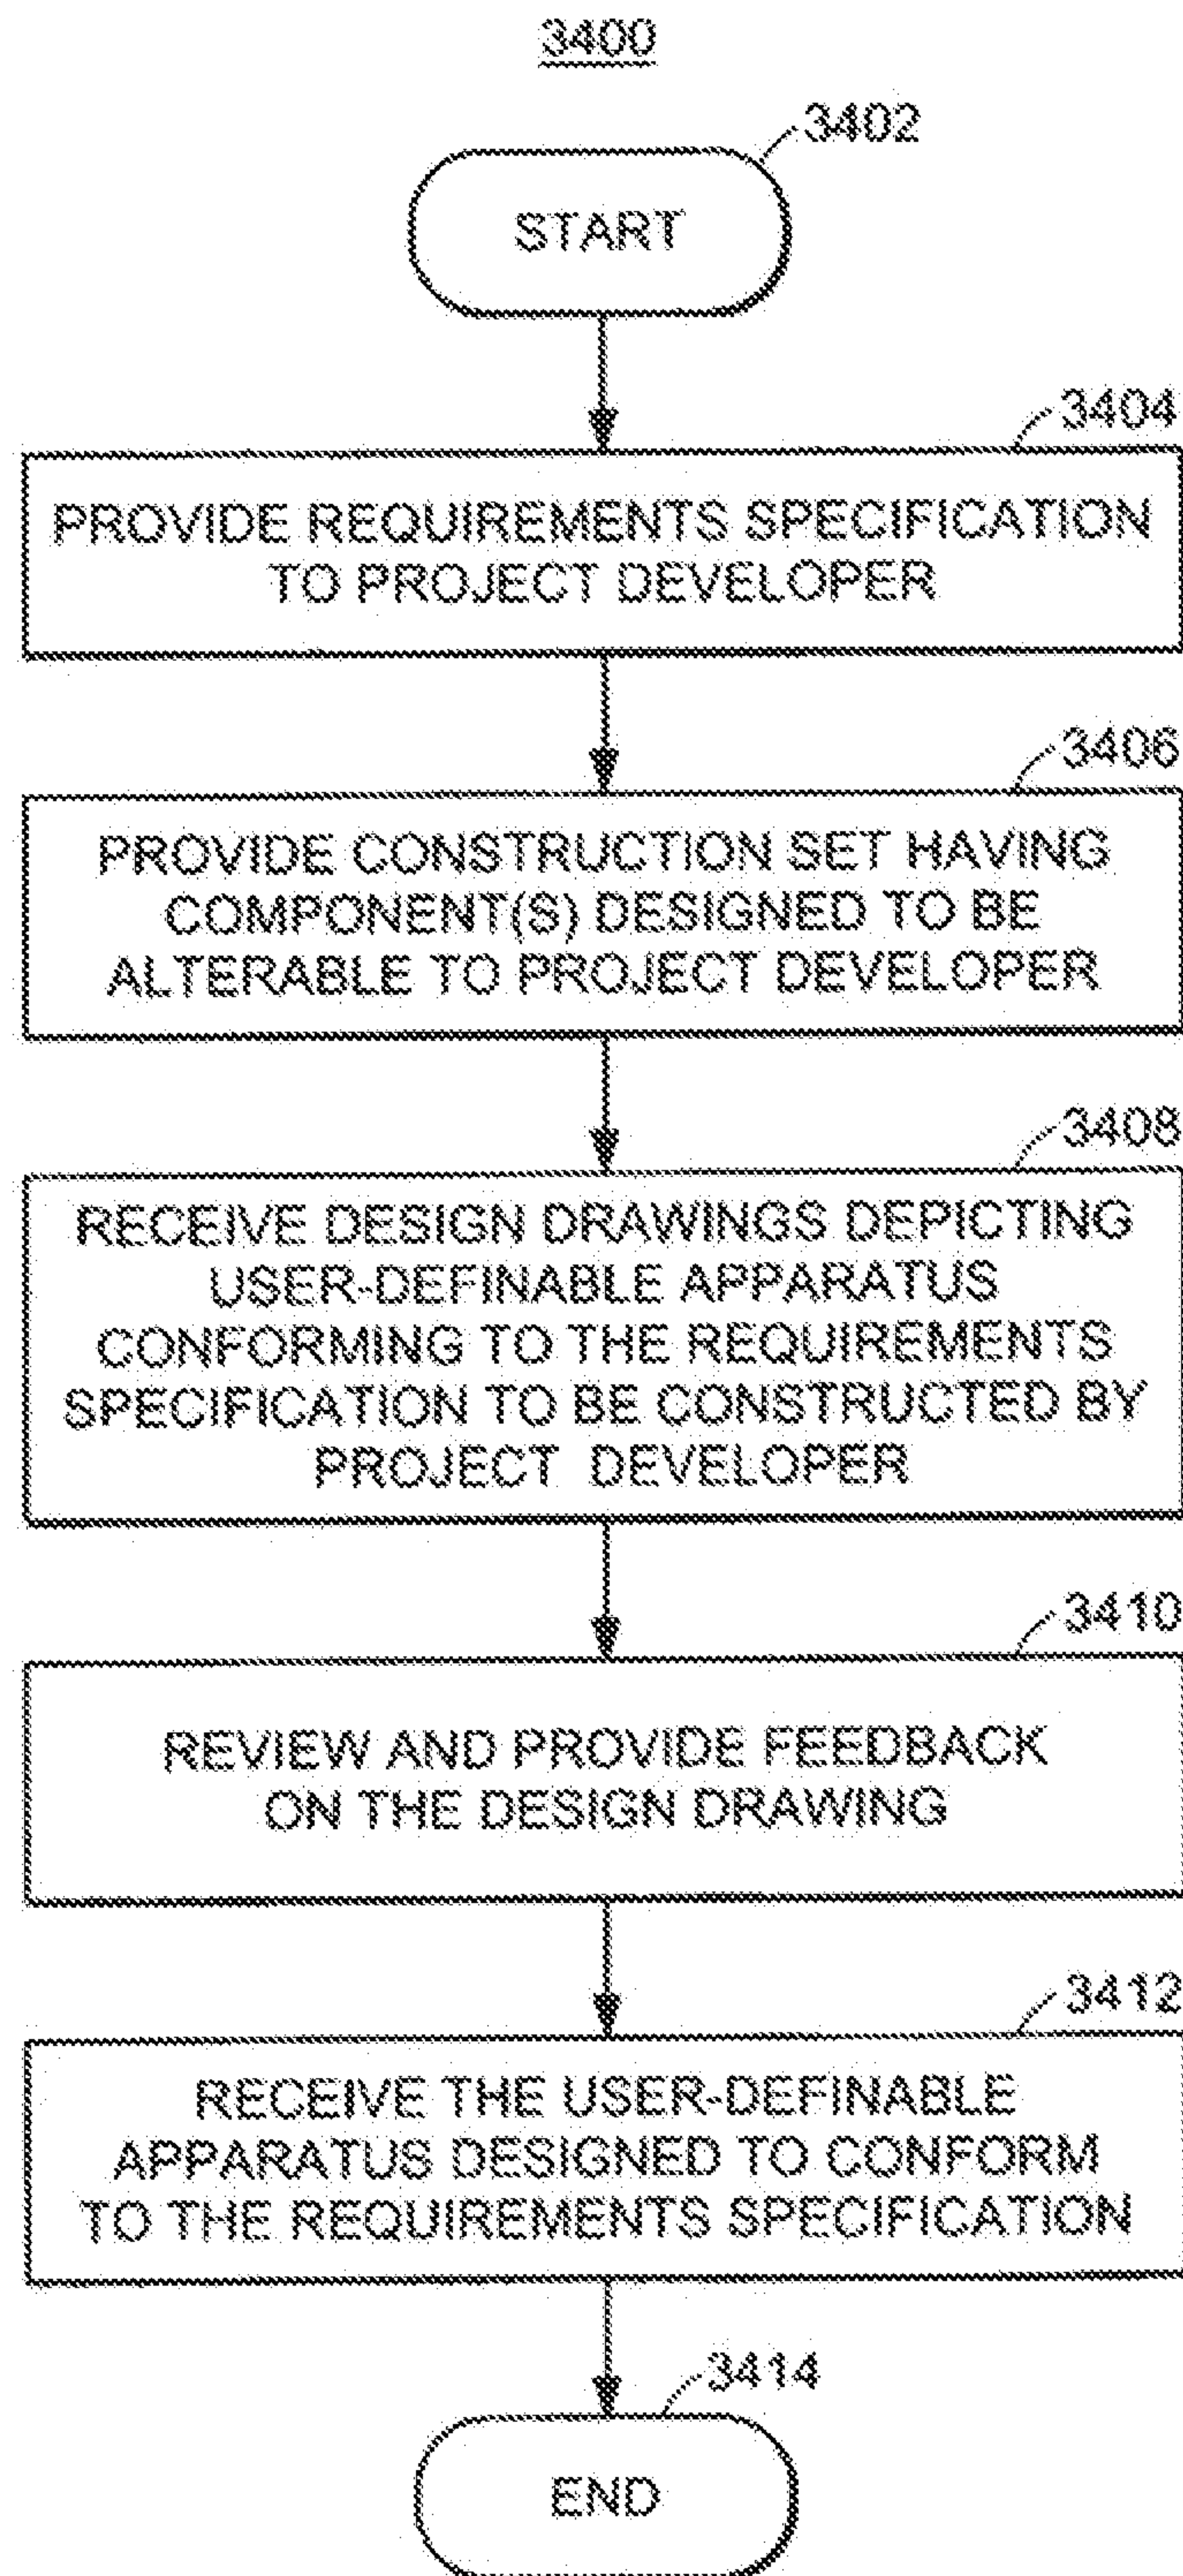 3400
3402
START
3404
PROVIDE REQUIREMENTS SPECIFICATION
TO PROJECT DEVELOPER
3406
PROVIDE CONSTRUCTION SET HAVING
COMPONENT(S) DESIGNED TO BE
ALTERABLE TO PROJECT DEVELOPER
3408
RECEIVE DESIGN DRAWINGS DEPICTING
USER-DEFINABLE APPARATUS
CONFORMING TO THE REQUIREMENTS
SPECIFICATION TO BE CONSTRUCTED BY
PROJECT DEVELOPER
3410
REVIEW AND PROVIDE FEEDBACK
ON THE DESIGN DRAWING
3412
RECEIVE THE USER-DEFINABLE
APPARATUS DESIGNED TO CONFORM
TO THE REQUIREMENTS SPECIFICATION
3414
END